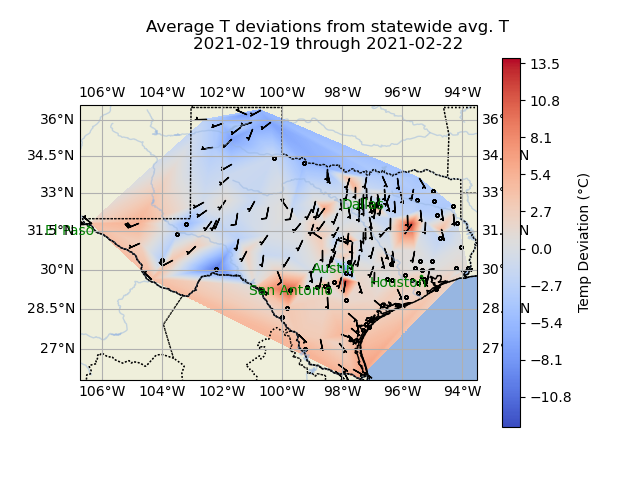 Average T deviations from statewide avg. T
2021-02-19 through 2021-02-22
106°W 104°W 102°W 100°W 98°W 96°W 94°W
36°N 36°
34.5°N 34. N
33°N 33°
31.5°N 31. N
30°N 30°
28.5°N 28. N
27°N 27°
El Paso
Dallas
Austin
San Antonio
Houston
106°W 104°W 102°W 100°W 98°W 96°W 94°W
13.5
10.8
8.1
5.4
2.7
0.0
−2.7
−5.4
−8.1
−10.8
Temp Deviation (°C)